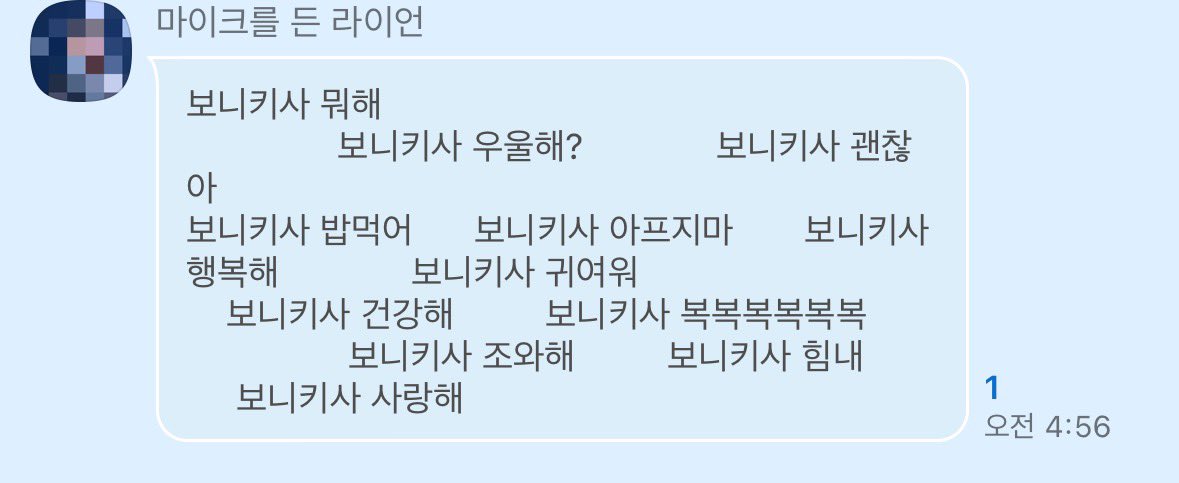 마이크를 든 라이언
보니키사 뭐해
보니키사 우울해? 보니키사 괜찮
아
보니키사 밥먹어 보니키사 아프지마 보니키사
행복해 보니키사 귀여워
보니키사 건강해 보니키사 복복복복복복
보니키사 조와해 보니키사 힘내
보니키사 사랑해
1
오전 4:56